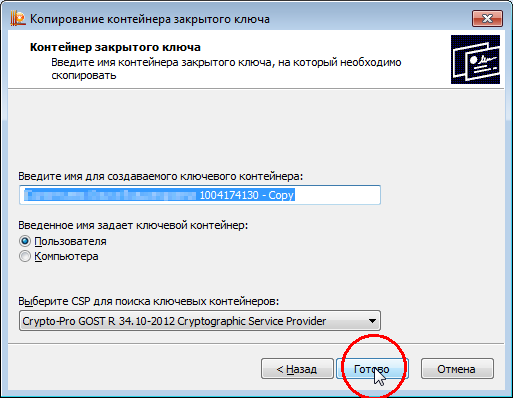 Копирование контейнера закрытого ключа
Контейнер закрытого ключа
Введите имя контейнера закрытого ключа, на который необходимо
скопировать
Введите имя для создаваемого ключевого контейнера:
1004174130 - Copy
Введенное имя задает ключевой контейнер:
Пользователя
Компьютера
Выберите CSP для поиска ключевых контейнеров:
Crypto-Pro GOST R 34.10-2012 Cryptographic Service Provider
< Назад
Готово
Отмена